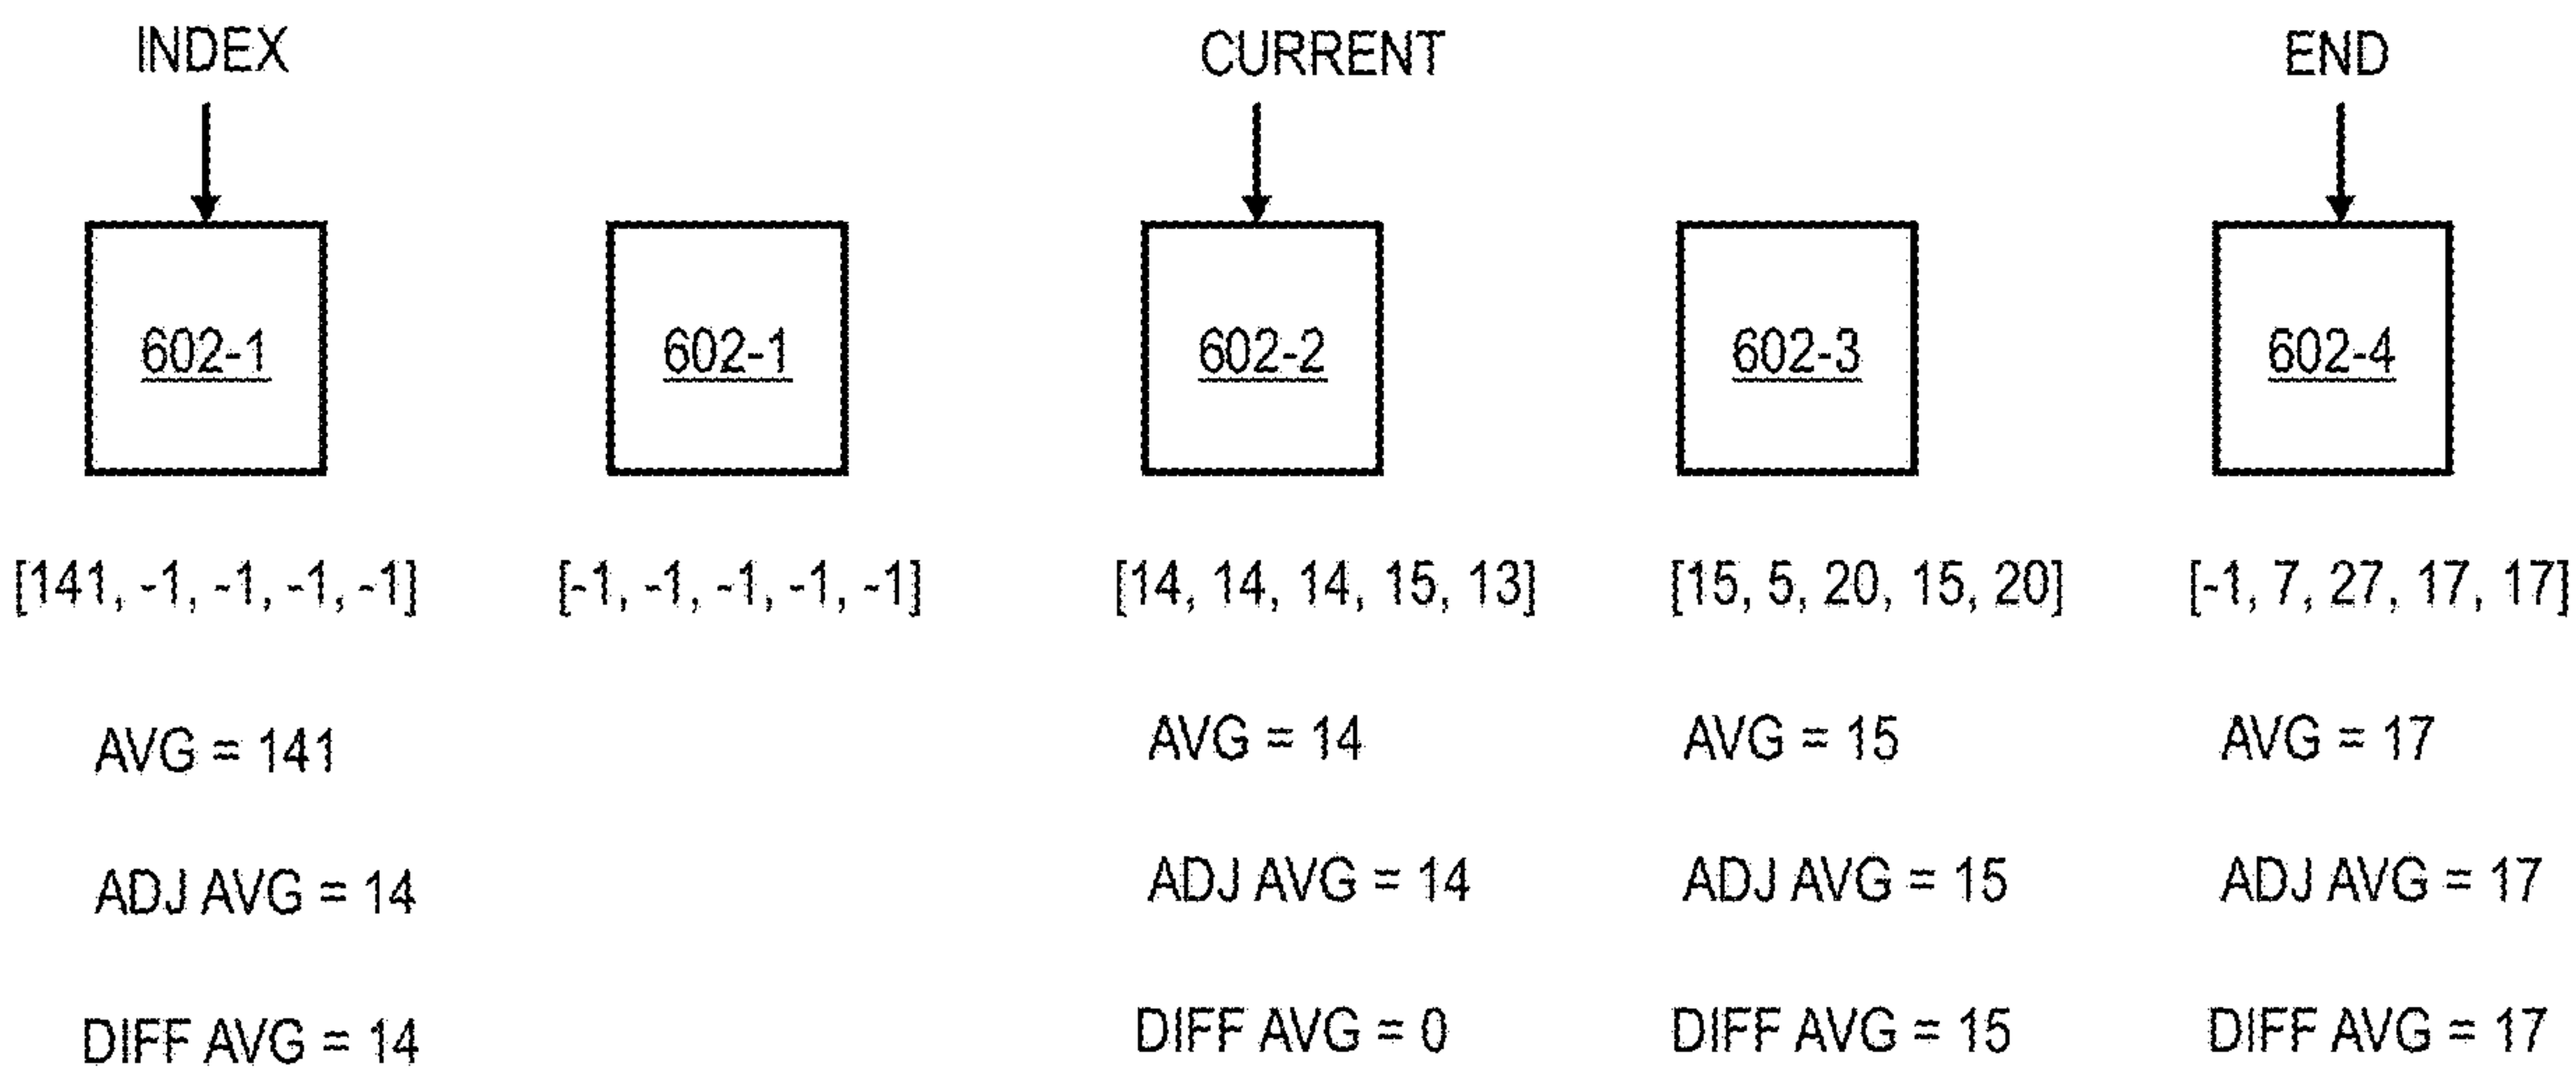 INDEX CURRENT END
602-1 602-1 602-2 602-3 602-4
[141, -1, -1, -1, -1] [-1, -1, -1, -1, -1] [14, 14, 14, 15, 13] [15, 5, 20, 15, 20] [-1, 7, 27, 17, 17]
AVG = 141 AVG = 14 AVG = 15 AVG = 17
ADJ AVG = 14 ADJ AVG = 14 ADJ AVG = 15 ADJ AVG = 17
DIFF AVG = 14 DIFF AVG = 0 DIFF AVG = 15 DIFF AVG = 17